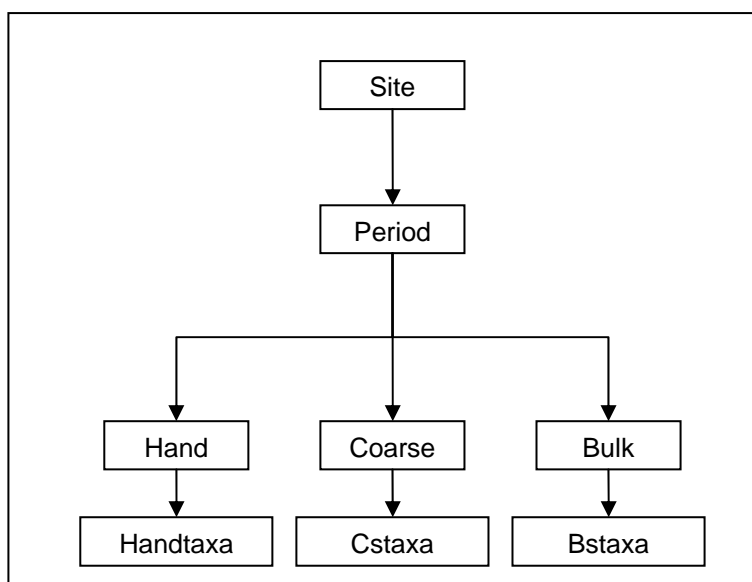 Site
Period
Hand
Coarse
Bulk
Handtaxa
Cstaxa
Bstaxa